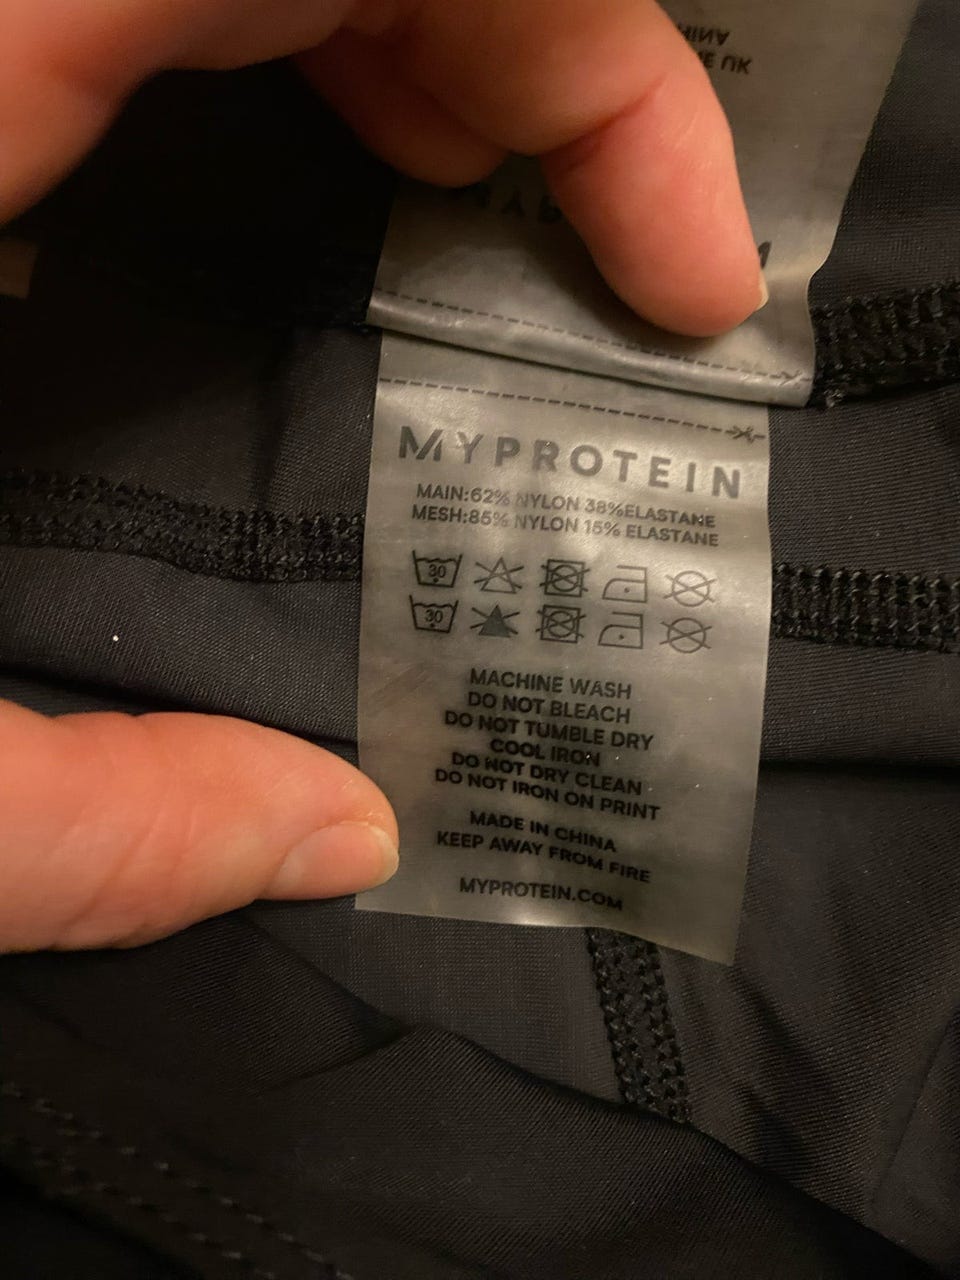 UK
MYPROTEIN
MAIN:62% NYLON 38%ELASTANE
MESH:85% NYLON 15% ELASTANE
30
30
MACHINE WASH
DO NOT BLEACH
DO NOT TUMBLE DRY
COOL IRON
DO NOT DRY CLEAN
DO NOT IRON ON PRINT
MADE IN CHINA
KEEP AWAY FROM FIRE
MYPROTEIN.COM